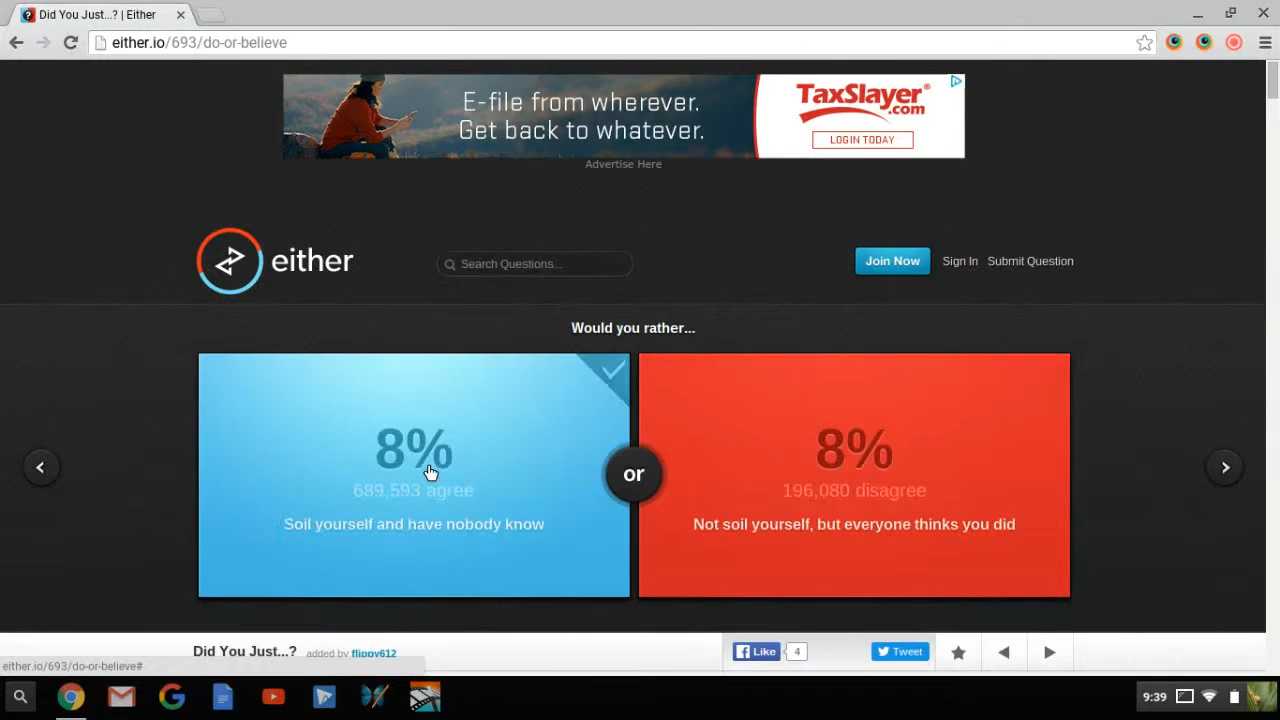 Did You Just...? | Either
either.io/693/do-or-believe
E-file from wherever.
Get back to whatever.
TaxSlayer®
.com
LOGIN TODAY
Advertise Here
either
Search Questions...
Join Now
Sign In
Submit Question
Would you rather...
8%
689,593 agree
Soil yourself and have nobody know
or
8%
196,080 disagree
Not soil yourself, but everyone thinks you did
Did You Just...? added by flippy612
Like 4
Tweet
either.io/693/do-or-believe#
9:39